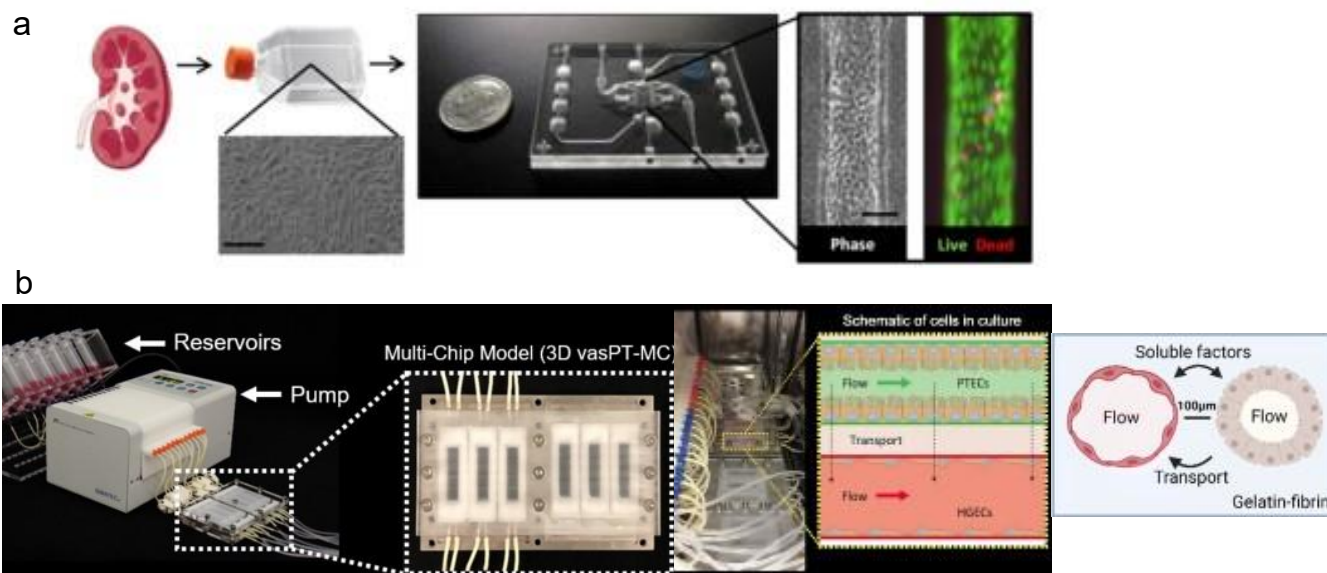 a
Phase
Live Dead
b
Reservoirs
Pump
Multi-Chip Model (3D vasPT-MC)
Schematic of cells in culture
Flow
PTECs
Transport
Flow
HGECs
Soluble factors
Flow
100μm
Flow
Transport
Gelatin-fibrin